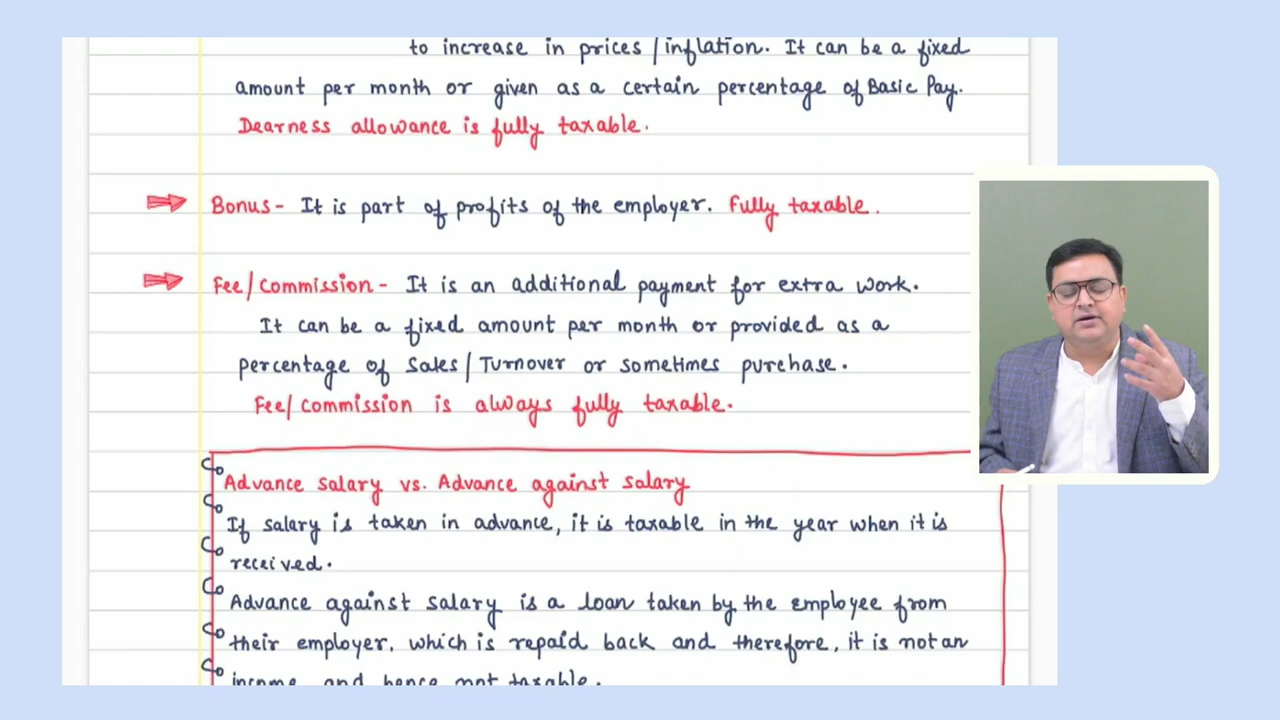 to increase in prices/inflation. It can be a fixed
amount per month or given as a certain percentage of Basic Pay.
Dearness allowance is fully taxable.
Bonus- It is part of profits of the employer. Fully taxable.
Fee/Commission- It is an additional payment for extra work.
It can be a fixed amount per month or provided as a
percentage of Sales/Turnover or sometimes purchase.
Fee/Commission is always fully taxable.
Advance salary vs. Advance against salary
If salary is taken in advance, it is taxable in the year when it is
received.
Advance against salary is a loan taken by the employee from
their employer, which is repaid back and therefore, it is not an
income and hence not taxable.